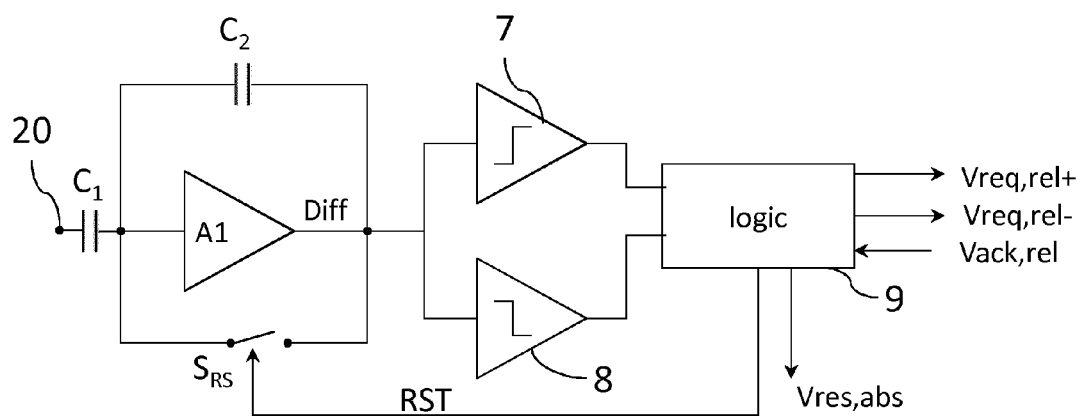 C2
7
20
C1
A1
Diff
logic
Vreq,rel+
Vreq,rel-
Vack,rel
9
SRS
8
RST
Vres,abs